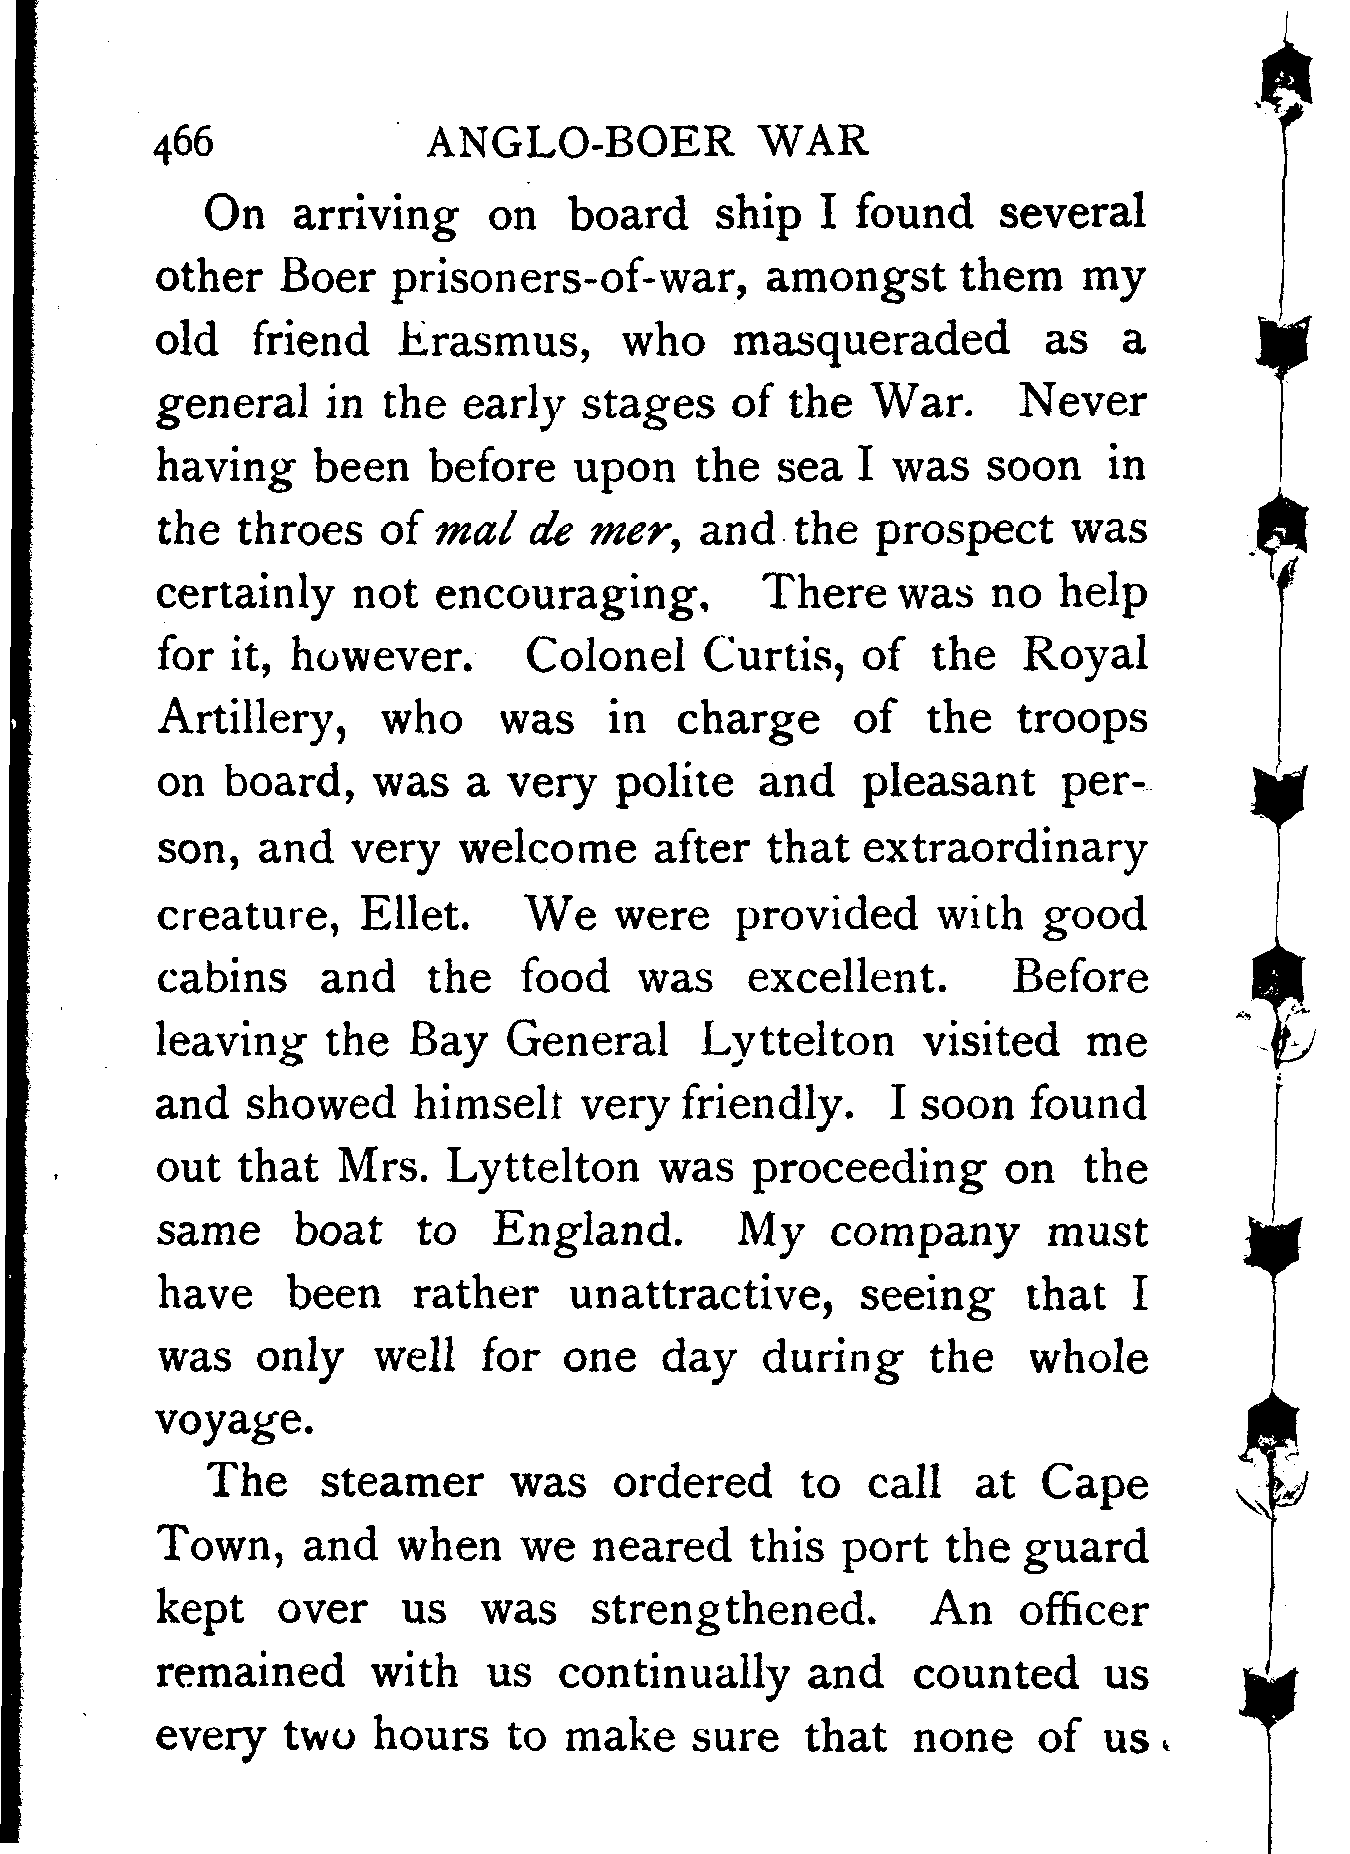 466 ANGLO-BOER WAR
On arriving on board ship I found several
other Boer prisoners-of-war, amongst them my
old friend Erasmus, who masqueraded as a
general in the early stages of the War. Never
having been before upon the sea I was soon in
the throes of mal de mer, and the prospect was
certainly not encouraging. There was no help
for it, however. Colonel Curtis, of the Royal
Artillery, who was in charge of the troops
on board, was a very polite and pleasant per-
son, and very welcome after that extraordinary
creature, Ellet. We were provided with good
cabins and the food was excellent. Before
leaving the Bay General Lyttelton visited me
and showed himself very friendly. I soon found
out that Mrs. Lyttelton was proceeding on the
same boat to England. My company must
have been rather unattractive, seeing that I
was only well for one day during the whole
voyage.
The steamer was ordered to call at Cape
Town, and when we neared this port the guard
kept over us was strengthened. An officer
remained with us continually and counted us
every two hours to make sure that none of us